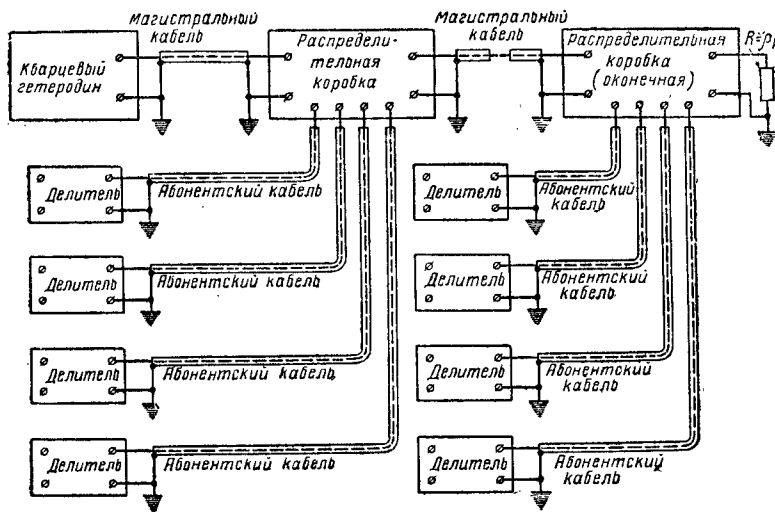 Магистральный
кабель
Магистральный
кабель
Кварцевый
гетеродин
Распредели-
тельная
коробка
Распределительная
коробка
(оконечная)
Делитель
Абонентский кабель
Делитель
Абонентский кабель
Делитель
Абонентский кабель
Делитель
Абонентский кабель
Делитель
Абонентский
кабель
Делитель
Абонентский
кабель
Делитель
Абонентский
кабель
Делитель
Абонентский
кабель